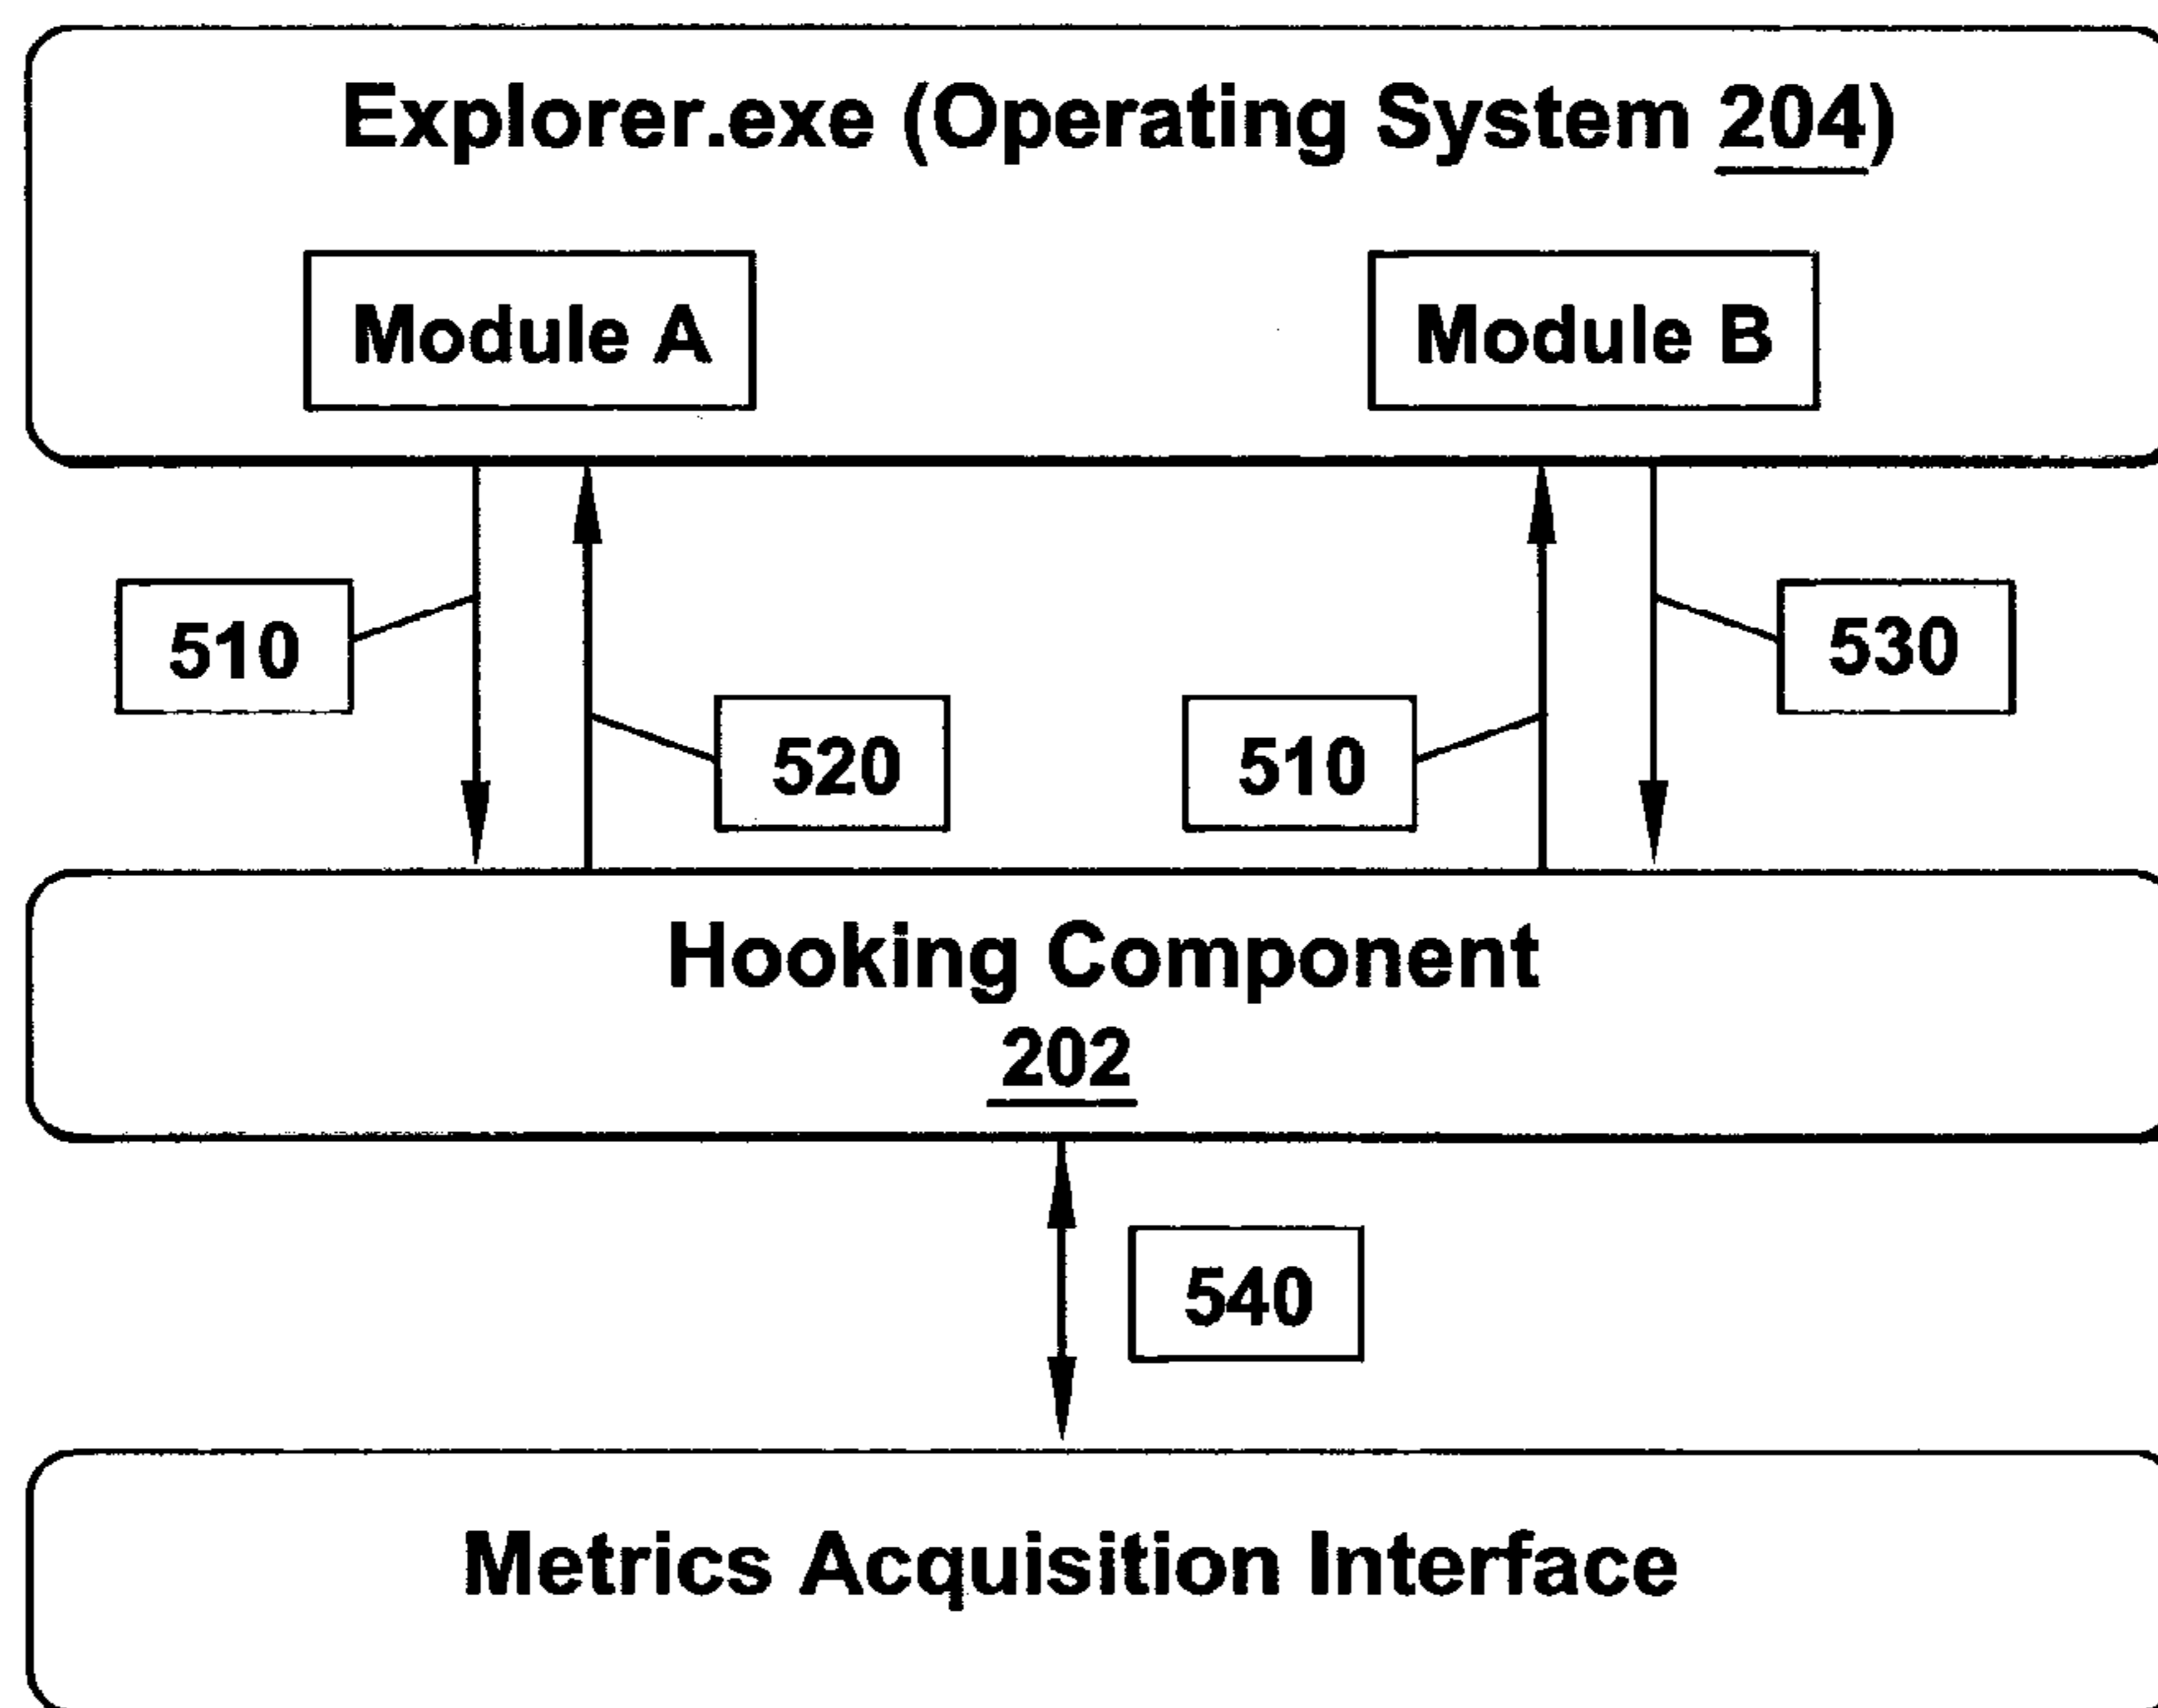 Explorer.exe (Operating System 204)
Module A
Module B
510
530
520
510
Hooking Component
202
540
Metrics Acquisition Interface